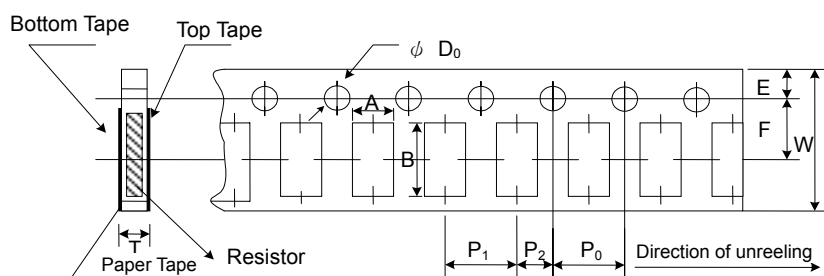 Bottom Tape
Top Tape
ϕ D₀
A
B
E
F
W
T
Paper Tape
Resistor
P₁
P₂
P₀
Direction of unreeling